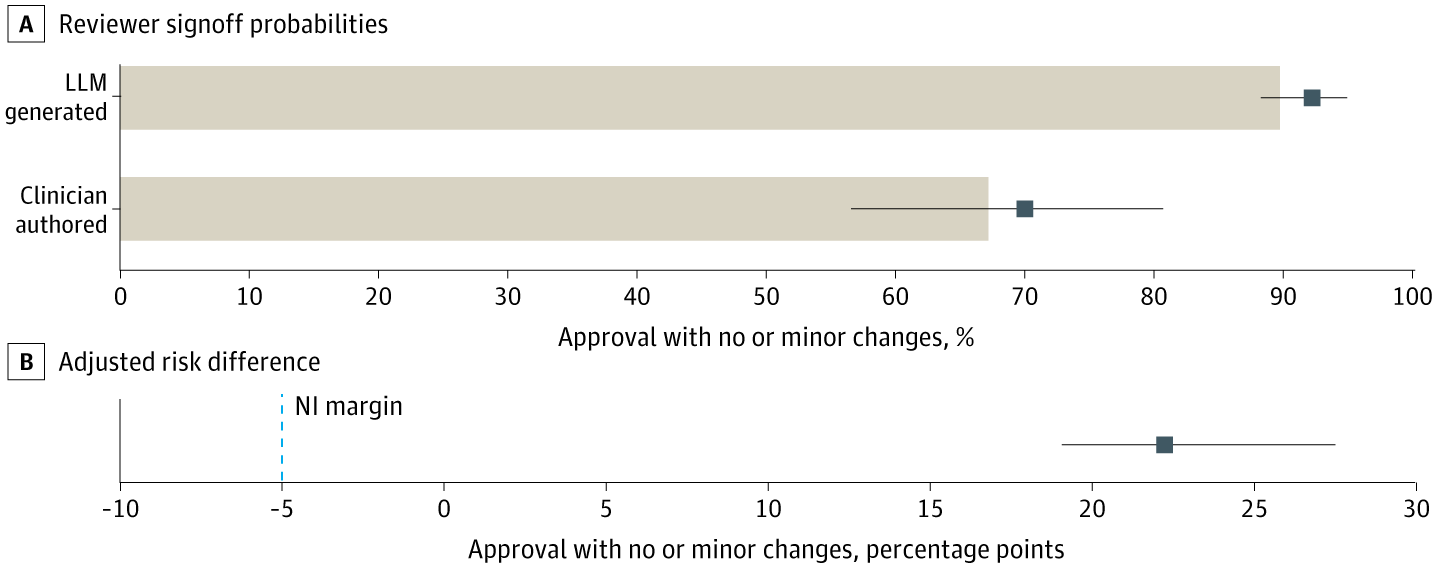 A Reviewer signoff probabilities
LLM
generated
Clinician
authored
0 10 20 30 40 50 60 70 80 90 100
Approval with no or minor changes, %
B Adjusted risk difference
NI margin
-10 -5 0 5 10 15 20 25 30
Approval with no or minor changes, percentage points